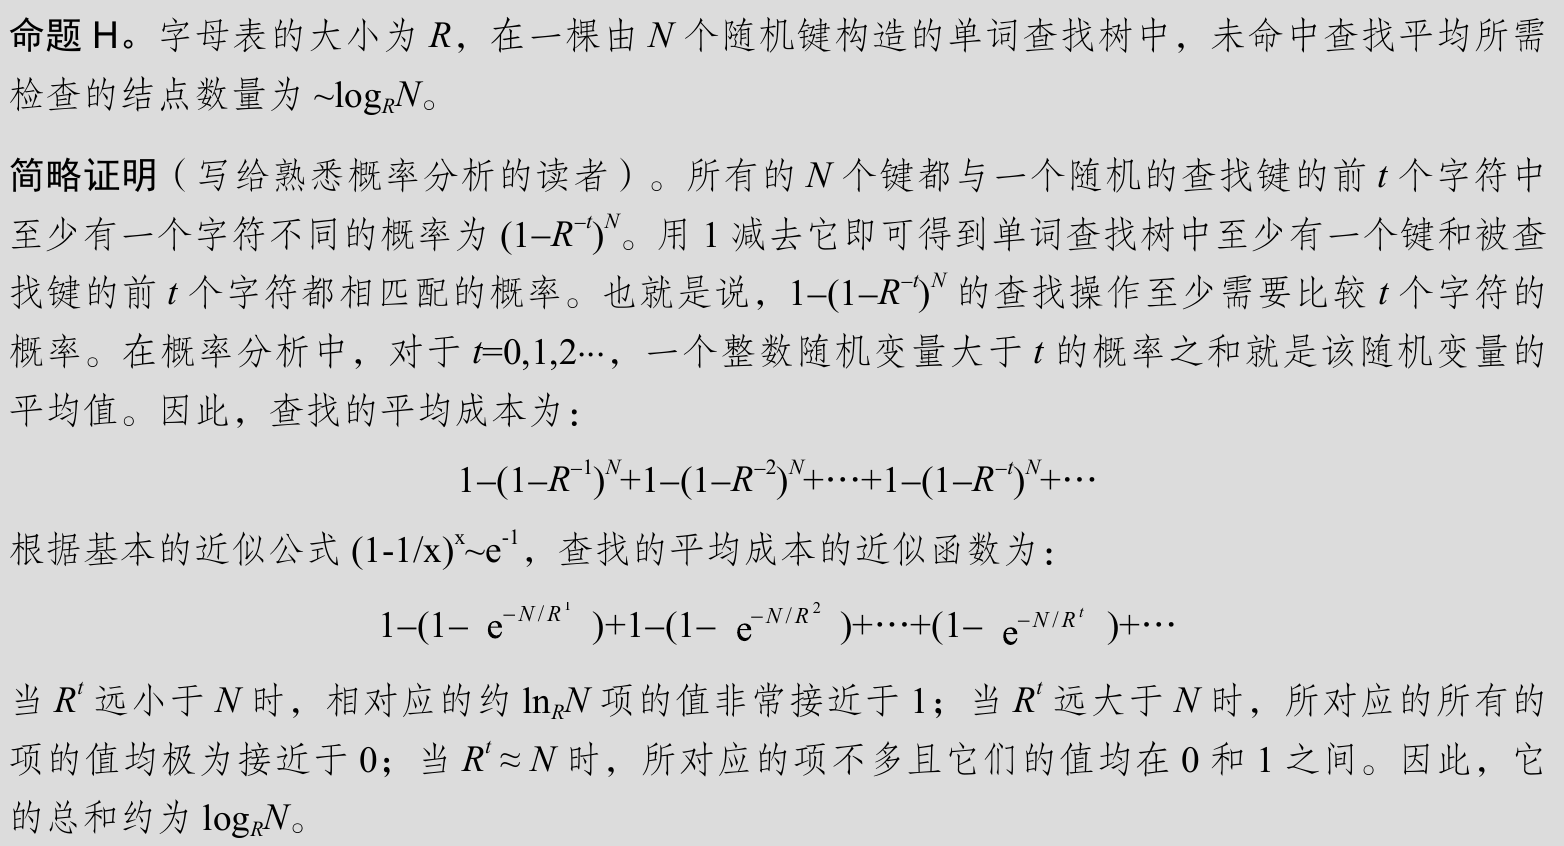 命题 H。字母表的大小为 R，在一棵由 N 个随机键构造的单词查找树中，未命中查找平均所需
检查的结点数量为 ~logRN。
简略证明（写给熟悉概率分析的读者）。所有的 N 个键都与一个随机的查找键的前 t 个字符中
至少有一个字符不同的概率为 (1–R⁻ᵗ)ᴺ。用 1 减去它即可得到单词查找树中至少有一个键和被查
找键的前 t 个字符都相匹配的概率。也就是说，1–(1–R⁻ᵗ)ᴺ 的查找操作至少需要比较 t 个字符的
概率。在概率分析中，对于 t=0,1,2···，一个整数随机变量大于 t 的概率之和就是该随机变量的
平均值。因此，查找的平均成本为：
1–(1–R⁻¹)ᴺ+1–(1–R⁻²)ᴺ+···+1–(1–R⁻ᵗ)ᴺ+···
根据基本的近似公式 (1-1/x)ˣ~e⁻¹，查找的平均成本的近似函数为：
1–(1– e^(–N/R¹) )+1–(1– e^(–N/R²) )+···+(1– e^(–N/Rᵗ) )+···
当 Rᵗ 远小于 N 时，相对应的约 lnRN 项的值非常接近于 1；当 Rᵗ 远大于 N 时，所对应的所有的
项的值均极为接近于 0；当 Rᵗ ≈ N 时，所对应的项不多且它们的值均在 0 和 1 之间。因此，它
的总和约为 logRN。